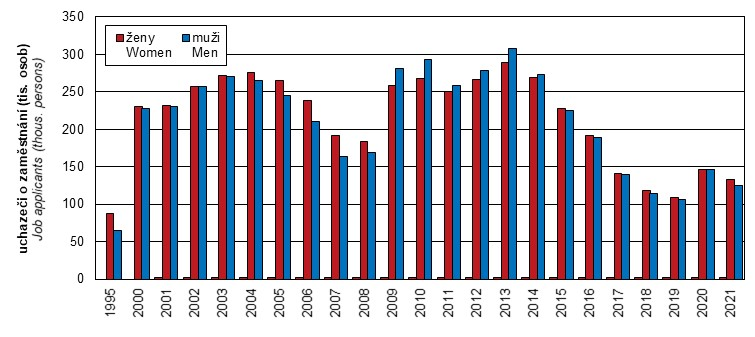 uchazeči o zaměstnání (tis. osob)
Job applicants (thous. persons)
350
300
250
200
150
100
50
0
ženy muži
Women Men
1995 2000 2001 2002 2003 2004 2005 2006 2007 2008 2009 2010 2011 2012 2013 2014 2015 2016 2017 2018 2019 2020 2021